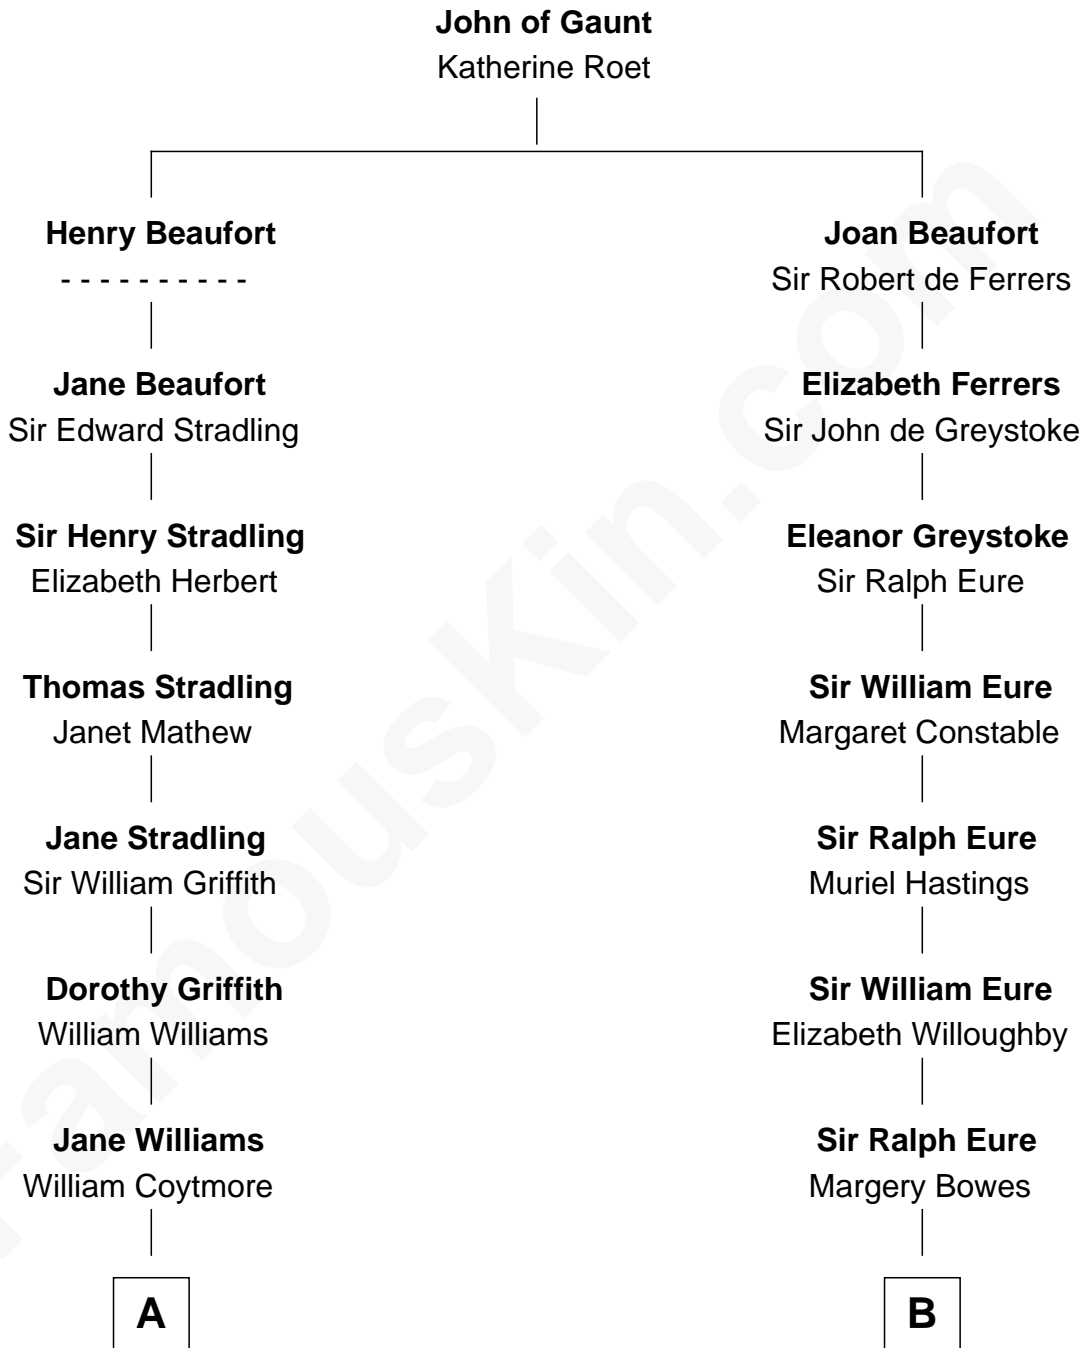 John of Gaunt
Katherine Roet
Henry Beaufort
- - - - - - - - - -
Jane Beaufort
Sir Edward Stradling
Sir Henry Stradling
Elizabeth Herbert
Thomas Stradling
Janet Mathew
Jane Stradling
Sir William Griffith
Dorothy Griffith
William Williams
Jane Williams
William Coytmore
A
Joan Beaufort
Sir Robert de Ferrers
Elizabeth Ferrers
Sir John de Greystoke
Eleanor Greystoke
Sir Ralph Eure
Sir William Eure
Margaret Constable
Sir Ralph Eure
Muriel Hastings
Sir William Eure
Elizabeth Willoughby
Sir Ralph Eure
Margery Bowes
B
FamousKin.com